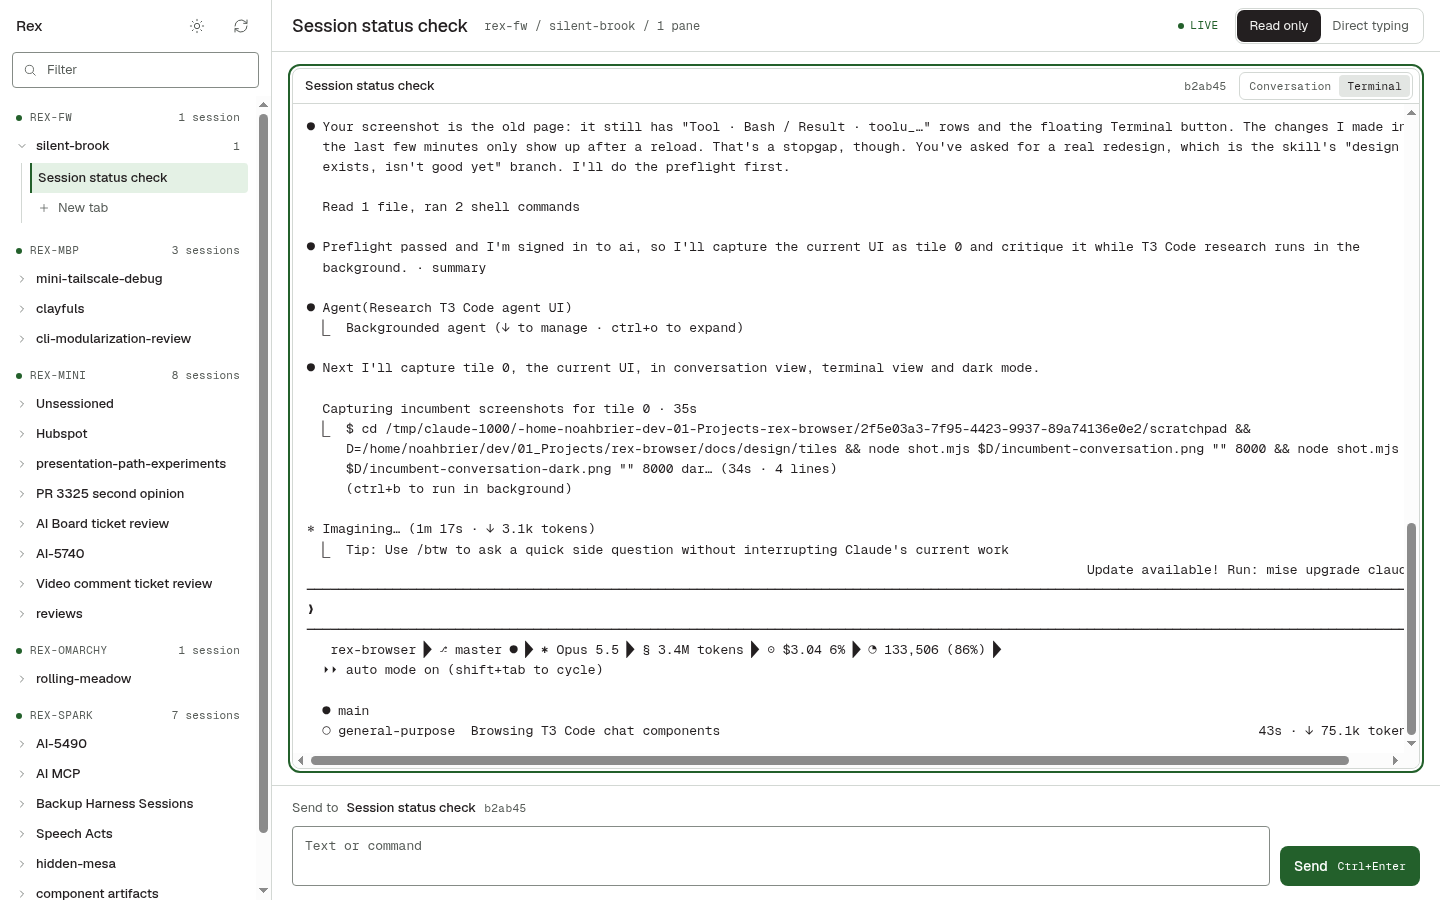 Rex
Filter
REX-FW 1 session
silent-brook 1
Session status check
+ New tab
REX-MBP 3 sessions
mini-tailscale-debug
clayfuls
cli-modularization-review
REX-MINI 8 sessions
Unsessioned
Hubspot
presentation-path-experiments
PR 3325 second opinion
AI Board ticket review
AI-5740
Video comment ticket review
reviews
REX-OMARCHY 1 session
rolling-meadow
REX-SPARK 7 sessions
AI-5490
AI MCP
Backup Harness Sessions
Speech Acts
hidden-mesa
component artifacts
Session status check rex-fw / silent-brook / 1 pane
LIVE Read only Direct typing
Session status check b2ab45 Conversation Terminal
● Your screenshot is the old page: it still has "Tool · Bash / Result · toolu_…" rows and the floating Terminal button. The changes I made in
the last few minutes only show up after a reload. That's a stopgap, though. You've asked for a real redesign, which is the skill's "design
exists, isn't good yet" branch. I'll do the preflight first.
Read 1 file, ran 2 shell commands
● Preflight passed and I'm signed in to ai, so I'll capture the current UI as tile 0 and critique it while T3 Code research runs in the
background. · summary
● Agent(Research T3 Code agent UI)
⎿ Backgrounded agent (↓ to manage · ctrl+o to expand)
● Next I'll capture tile 0, the current UI, in conversation view, terminal view and dark mode.
Capturing incumbent screenshots for tile 0 · 35s
⎿ $ cd /tmp/claude-1000/-home-noahbrier-dev-01-Projects-rex-browser/2f5e03a3-7f95-4423-9937-89a74136e0e2/scratchpad &&
D=/home/noahbrier/dev/01_Projects/rex-browser/docs/design/tiles && node shot.mjs $D/incumbent-conversation.png "" 8000 && node shot.mjs
$D/incumbent-conversation-dark.png "" 8000 dar… (34s · 4 lines)
(ctrl+b to run in background)
✻ Imagining… (1m 17s · ↓ 3.1k tokens)
⎿ Tip: Use /btw to ask a quick side question without interrupting Claude's current work
Update available! Run: mise upgrade clauc
❯
rex-browser ⎇ master ● ✱ Opus 5.5 § 3.4M tokens ⊙ $3.04 6% ◔ 133,506 (86%)
⏵⏵ auto mode on (shift+tab to cycle)
● main
○ general-purpose Browsing T3 Code chat components 43s · ↓ 75.1k token
Send to Session status check b2ab45
Text or command
Send Ctrl+Enter